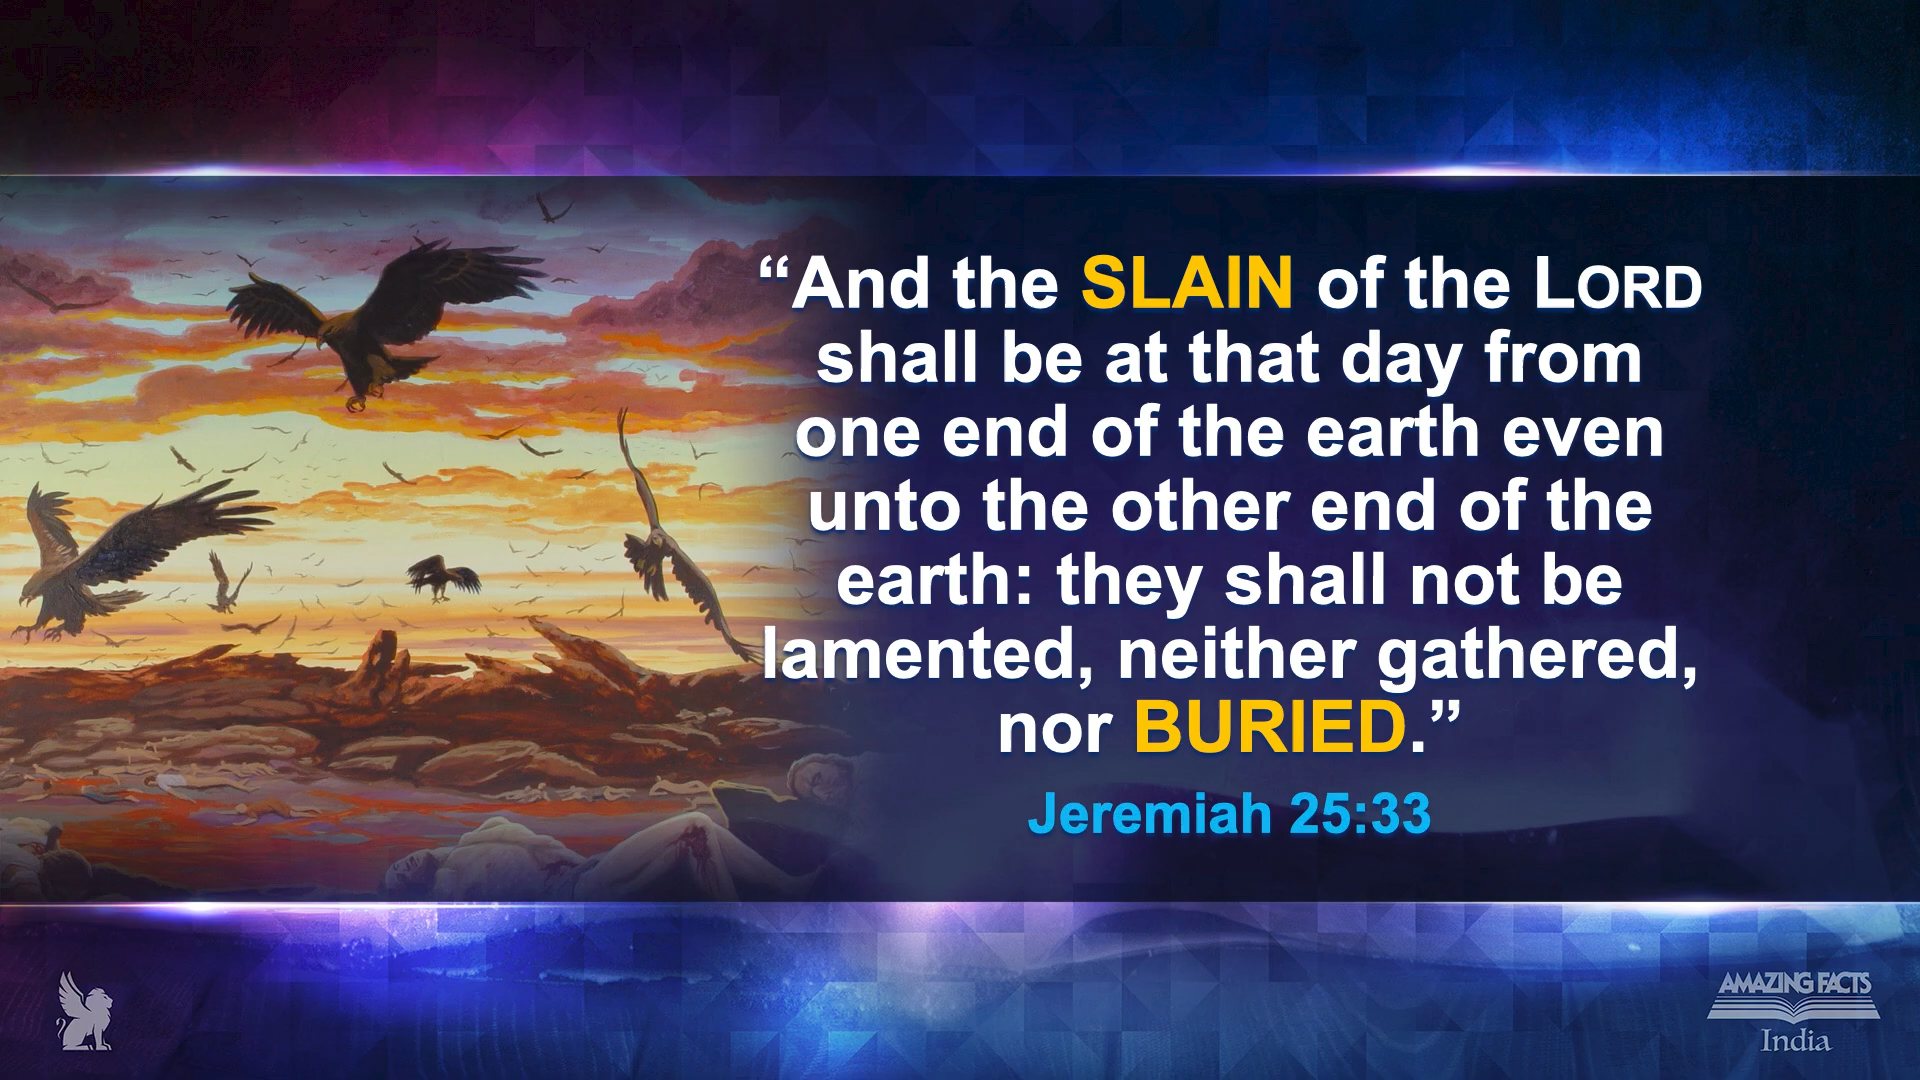 “And the SLAIN of the LORD
shall be at that day from
one end of the earth even
unto the other end of the
earth: they shall not be
lamented, neither gathered,
nor BURIED.”
Jeremiah 25:33
AMAZING FACTS
India